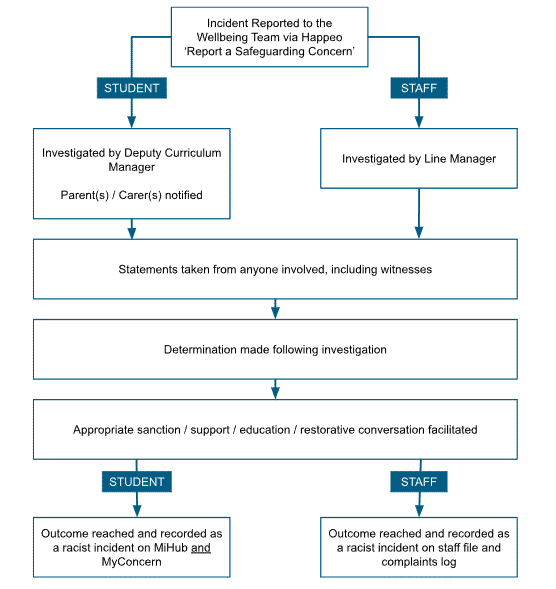 Incident Reported to the
Wellbeing Team via Happeo
‘Report a Safeguarding Concern’
STUDENT
STAFF
Investigated by Deputy Curriculum
Manager
Parent(s) / Carer(s) notified
Investigated by Line Manager
Statements taken from anyone involved, including witnesses
Determination made following investigation
Appropriate sanction / support / education / restorative conversation facilitated
STUDENT
STAFF
Outcome reached and recorded as
a racist incident on MiHub and
MyConcern
Outcome reached and recorded as
a racist incident on staff file and
complaints log